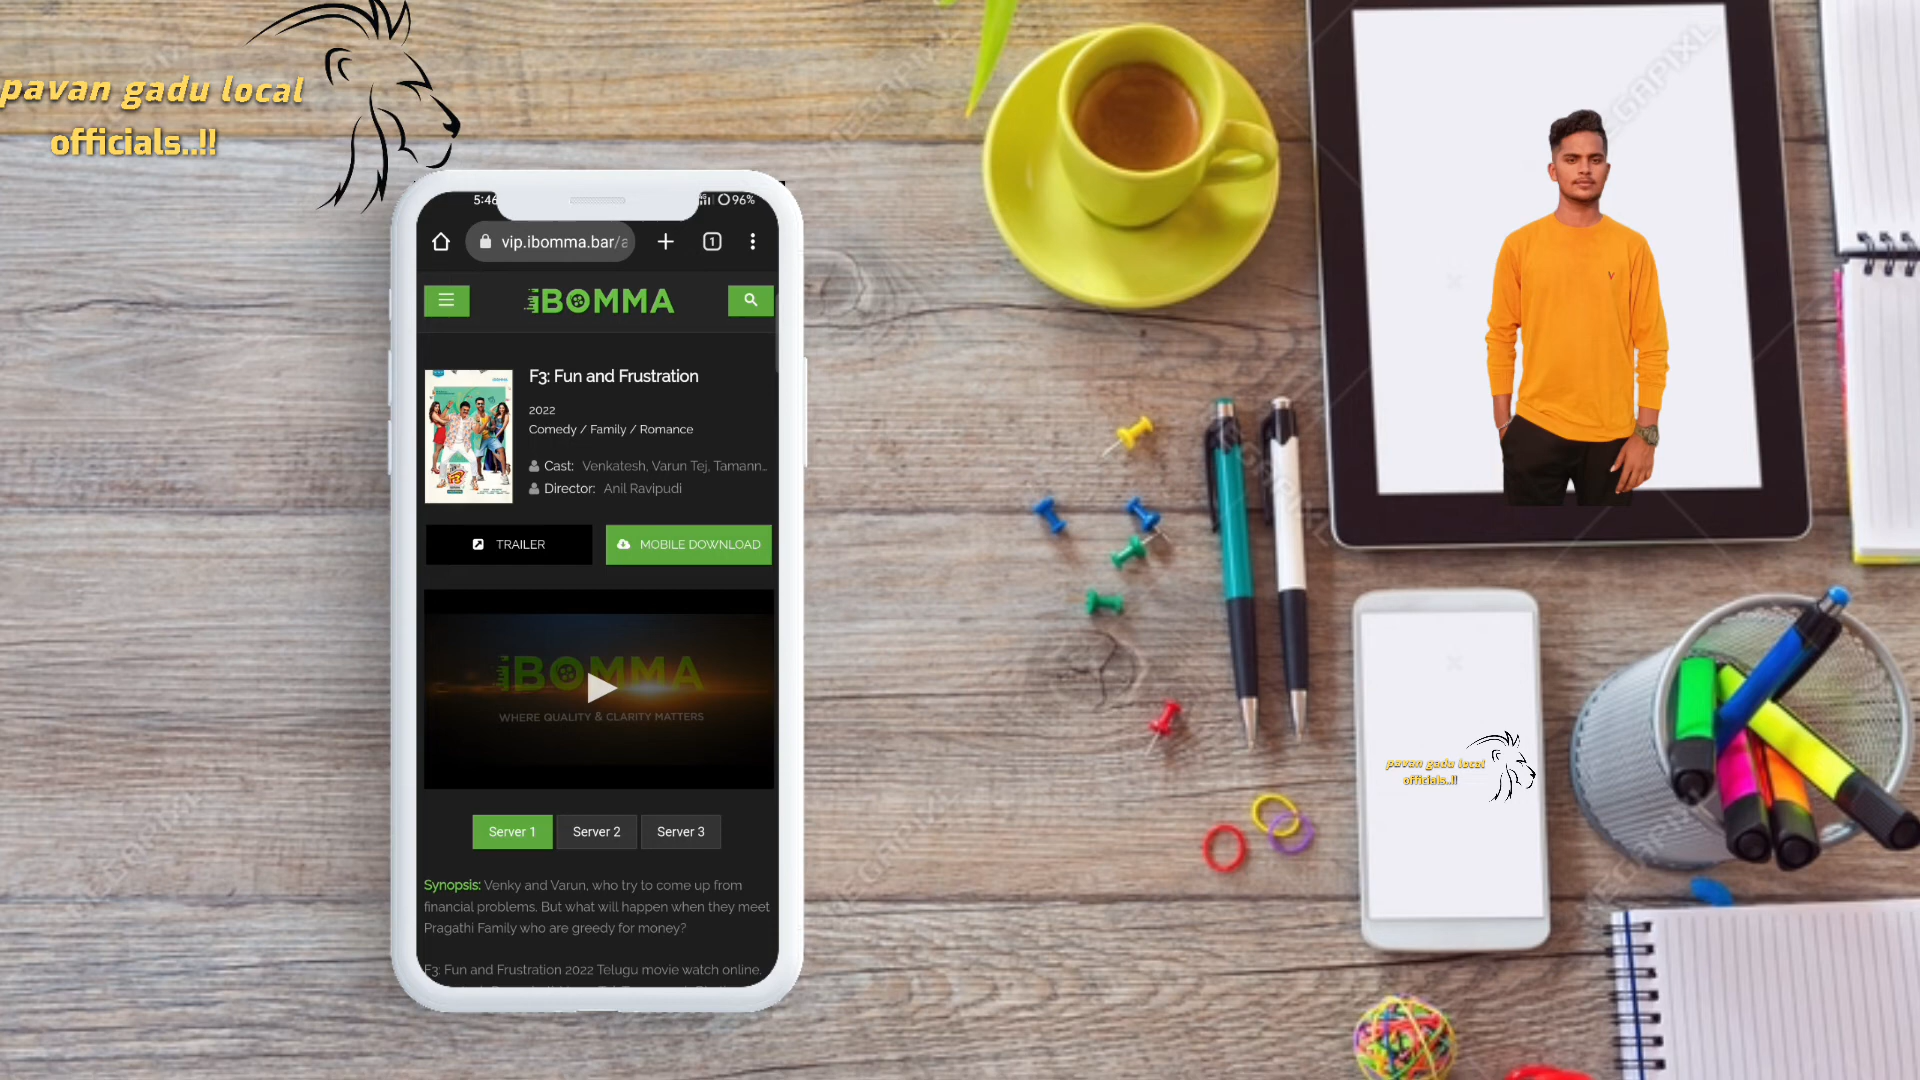 pavan gadu local
officials..!!
5:46
96%
vip.ibomma.bar/a
1
iBOMMA
F3: Fun and Frustration
2022
Comedy / Family / Romance
Cast: Venkatesh, Varun Tej, Tamann...
Director: Anil Ravipudi
TRAILER
MOBILE DOWNLOAD
iBOMMA
WHERE QUALITY & CLARITY MATTERS
Server 1
Server 2
Server 3
Synopsis: Venky and Varun, who try to come up from
financial problems. But what will happen when they meet
Pragathi Family who are greedy for money?
F3: Fun and Frustration 2022 Telugu movie watch online.
pavan gadu local
officials..!!
MEGAPIXL